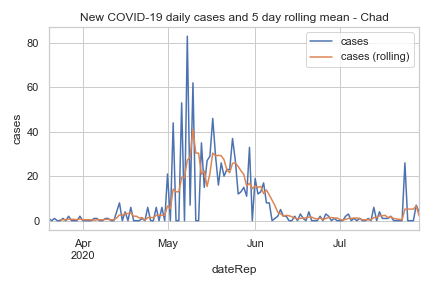 New COVID-19 daily cases and 5 day rolling mean - Chad
cases
cases (rolling)
80
60
40
20
0
cases
Apr
2020
May
Jun
Jul
dateRep